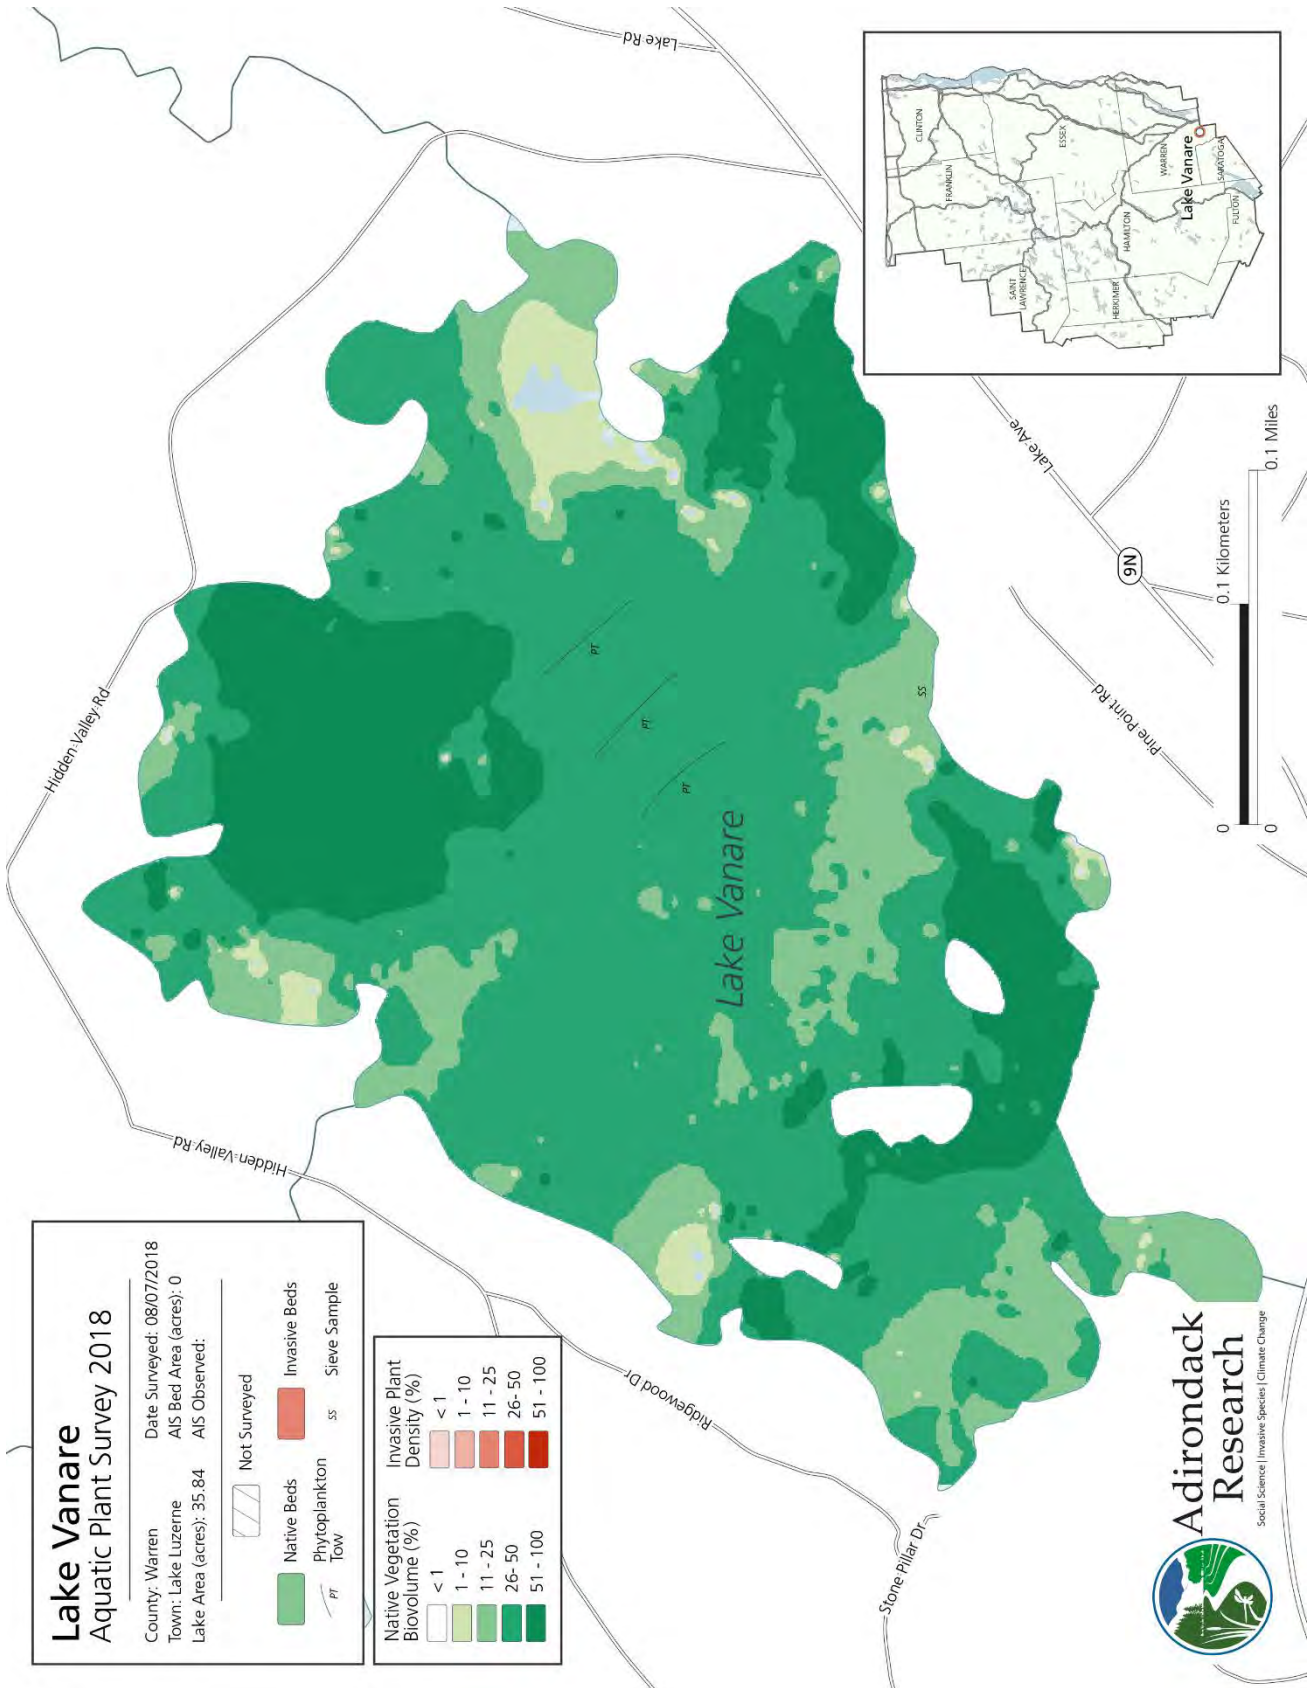 Lake Vanare
Aquatic Plant Survey 2018
County: Warren
Town: Lake Luzerne
Lake Area (acres): 35.84
Date Surveyed: 08/07/2018
AIS Bed Area (acres): 0
AIS Observed:
Not Surveyed
Native Beds
Invasive Beds
PT
Phytoplankton
Tow
SS
Sieve Sample
Native Vegetation
Biovolume (%)
< 1
1 - 10
11 - 25
26- 50
51 - 100
Invasive Plant
Density (%)
< 1
1 - 10
11 - 25
26- 50
51 - 100
Hidden Valley Rd
Hidden Valley Rd
Lake Rd
Ridgewood Dr
Stone Pillar Dr
Lake Vanare
PT
PT
PT
SS
Pine Point Rd
Lake Ave
9N
CLINTON
FRANKLIN
ESSEX
SAINT
LAWRENCE
HERKIMER
HAMILTON
WARREN
Lake Vanare
SARATOGA
FULTON
0
0.1 Kilometers
0
0.1 Miles
Adirondack
Research
Social Science | Invasive Species | Climate Change